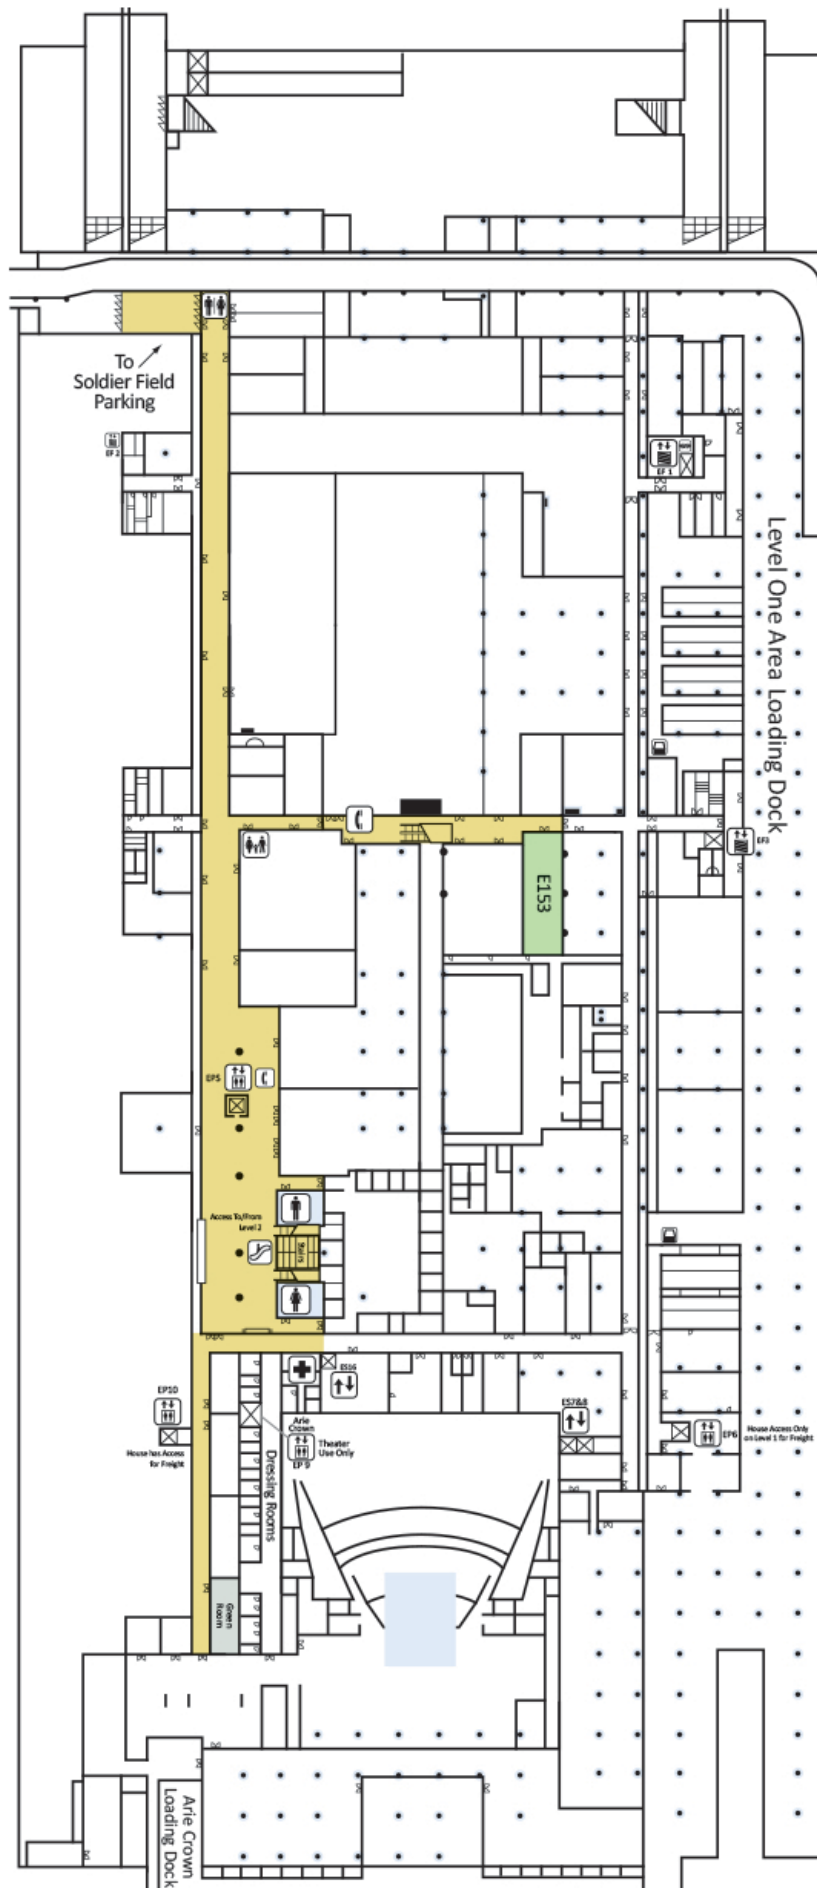 To
Soldier Field
Parking
EF 2
EF 1
Level One Area Loading Dock
EF3
E153
EP5
Access To/From
Level 2
Stairs
EP10
House has Access
for Freight
ES16
Arie
Crown
Theater
Use Only
EP 9
ES7&8
EP6
House Access Only
on Level 1 for Freight
Dressing Rooms
Green
Room
Arie Crown
Loading Dock